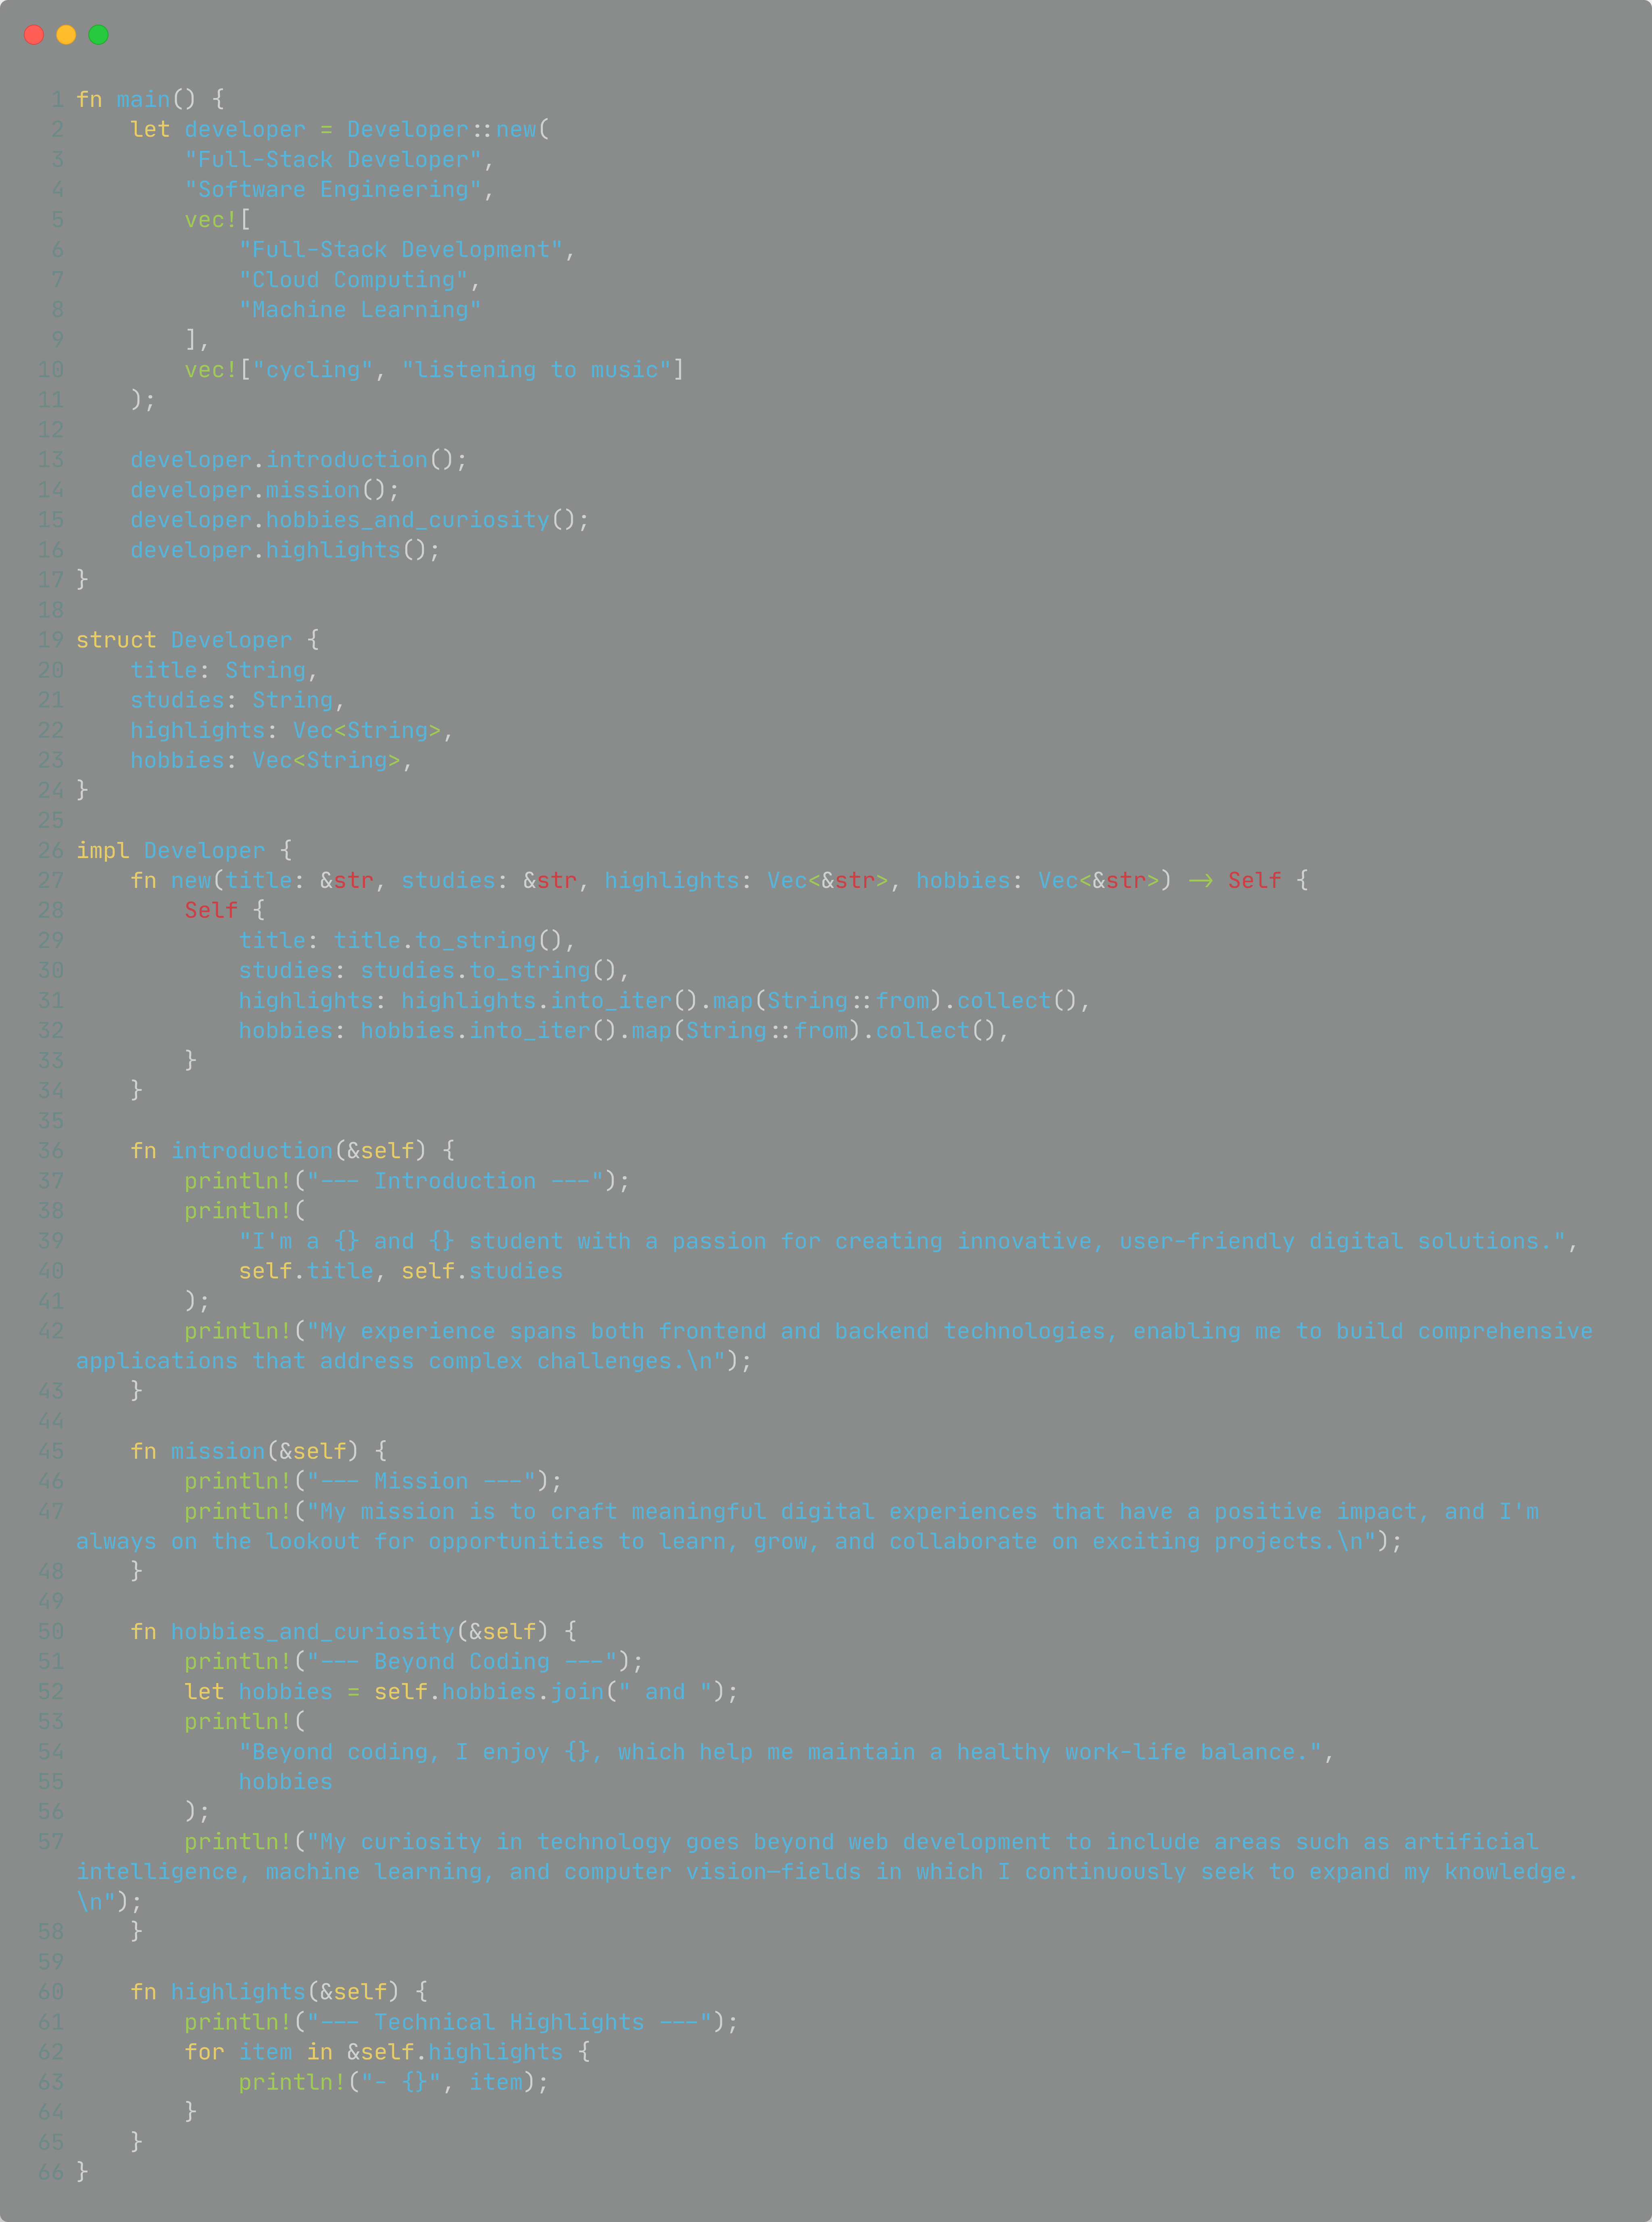 1 fn main() {
2     let developer = Developer::new(
3         "Full-Stack Developer",
4         "Software Engineering",
5         vec![
6             "Full-Stack Development",
7             "Cloud Computing",
8             "Machine Learning"
9         ],
10         vec!["cycling", "listening to music"]
11     );
12
13     developer.introduction();
14     developer.mission();
15     developer.hobbies_and_curiosity();
16     developer.highlights();
17 }
18
19 struct Developer {
20     title: String,
21     studies: String,
22     highlights: Vec<String>,
23     hobbies: Vec<String>,
24 }
25
26 impl Developer {
27     fn new(title: &str, studies: &str, highlights: Vec<&str>, hobbies: Vec<&str>) -> Self {
28         Self {
29             title: title.to_string(),
30             studies: studies.to_string(),
31             highlights: highlights.into_iter().map(String::from).collect(),
32             hobbies: hobbies.into_iter().map(String::from).collect(),
33         }
34     }
35
36     fn introduction(&self) {
37         println!("--- Introduction ---");
38         println!(
39             "I'm a {} and {} student with a passion for creating innovative, user-friendly digital solutions.",
40             self.title, self.studies
41         );
42         println!("My experience spans both frontend and backend technologies, enabling me to build comprehensive
applications that address complex challenges.\n");
43     }
44
45     fn mission(&self) {
46         println!("--- Mission ---");
47         println!("My mission is to craft meaningful digital experiences that have a positive impact, and I'm
always on the lookout for opportunities to learn, grow, and collaborate on exciting projects.\n");
48     }
49
50     fn hobbies_and_curiosity(&self) {
51         println!("--- Beyond Coding ---");
52         let hobbies = self.hobbies.join(" and ");
53         println!(
54             "Beyond coding, I enjoy {}, which help me maintain a healthy work-life balance.",
55             hobbies
56         );
57         println!("My curiosity in technology goes beyond web development to include areas such as artificial
intelligence, machine learning, and computer vision—fields in which I continuously seek to expand my knowledge.
\n");
58     }
59
60     fn highlights(&self) {
61         println!("--- Technical Highlights ---");
62         for item in &self.highlights {
63             println!("- {}", item);
64         }
65     }
66 }